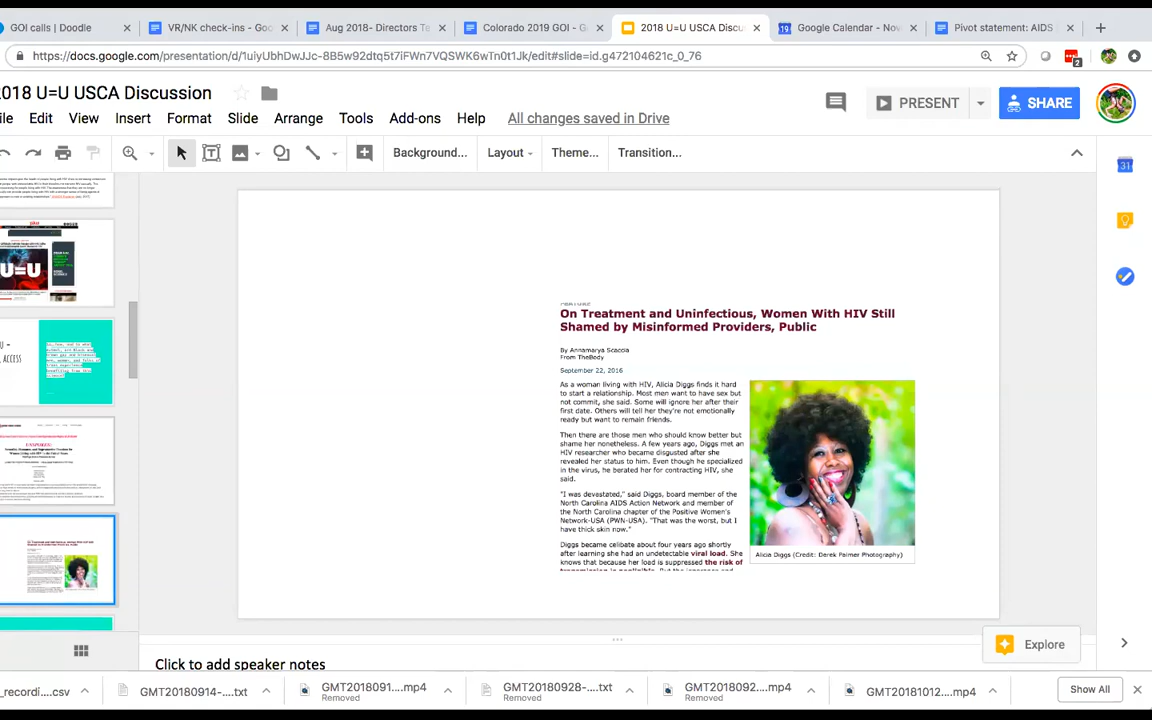 GOI calls | Doodle
VR/NK check-ins - Goo
Aug 2018- Directors Te
Colorado 2019 GOI - G
2018 U=U USCA Discu
Google Calendar - Nov
Pivot statement: AIDS
https://docs.google.com/presentation/d/1uiyUbhDwJJc-8B5w92dtq5t7iFWn7VQSWK6wTn0t1Jk/edit#slide=id.g472104621c_0_76
2
2018 U=U USCA Discussion
PRESENT
SHARE
ile Edit View Insert Format Slide Arrange Tools Add-ons Help All changes saved in Drive
Background... Layout Theme... Transition...
31
U=U
On Treatment and Uninfectious, Women With HIV Still
Shamed by Misinformed Providers, Public
By Annamarya Scaccia
From TheBody
September 22, 2016
As a woman living with HIV, Alicia Diggs finds it hard
to start a relationship. Most men want to have sex but
not commit, she said. Some will ignore her after their
first date. Others will tell her they're not emotionally
ready but want to remain friends.
Then there are those men who should know better but
shame her nonetheless. A few years ago, Diggs met an
HIV researcher who became disgusted after she
revealed her status to him. Even though he specialized
in the virus, he berated her for contracting HIV, she
said.
"I was devastated," said Diggs, board member of the
North Carolina AIDS Action Network and member of
the North Carolina chapter of the Positive Women's
Network-USA (PWN-USA). "That was the worst, but I
have thick skin now."
Diggs became celibate about four years ago shortly
after learning she had an undetectable viral load. She
knows that because her load is suppressed the risk of
transmission is negligible. But the
Alicia Diggs (Credit: Derek Palmer Photography)
Explore
Click to add speaker notes
_recordi....csv
GMT20180914-....txt
GMT2018091....mp4
Removed
GMT20180928-....txt
Removed
GMT2018092....mp4
Removed
GMT20181012....mp4
Show All